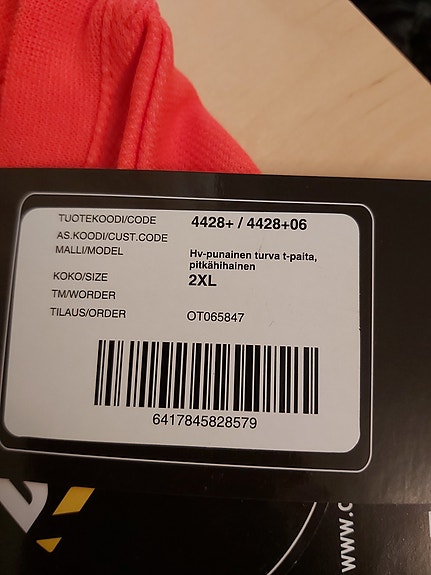 TUOTEKOODI/CODE 4428+ / 4428+06
AS.KOODI/CUST.CODE
MALLI/MODEL Hv-punainen turva t-paita,
pitkähihainen
KOKO/SIZE 2XL
TM/WORDER
TILAUS/ORDER OT065847
6417845828579
www.